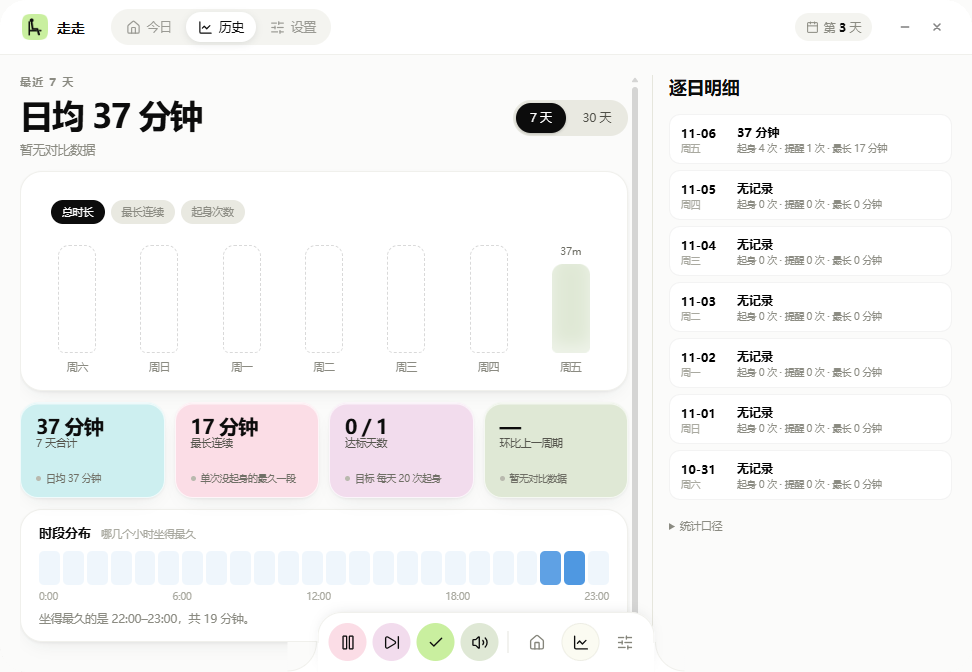 走走
今日
历史
设置
第 3 天
最近 7 天
日均 37 分钟
暂无对比数据
7 天
30 天
总时长
最长连续
起身次数
37m
周六
周日
周一
周二
周三
周四
周五
37 分钟
7 天合计
日均 37 分钟
17 分钟
最长连续
单次没起身的最久一段
0 / 1
达标天数
目标 每天 20 次起身
—
环比上一周期
暂无对比数据
时段分布 哪几个小时坐得最久
0:00 6:00 12:00 18:00 23:00
坐得最久的是 22:00–23:00，共 19 分钟。
逐日明细
11-06 37 分钟
周五 起身 4 次 · 提醒 1 次 · 最长 17 分钟
11-05 无记录
周四 起身 0 次 · 提醒 0 次 · 最长 0 分钟
11-04 无记录
周三 起身 0 次 · 提醒 0 次 · 最长 0 分钟
11-03 无记录
周二 起身 0 次 · 提醒 0 次 · 最长 0 分钟
11-02 无记录
周一 起身 0 次 · 提醒 0 次 · 最长 0 分钟
11-01 无记录
周日 起身 0 次 · 提醒 0 次 · 最长 0 分钟
10-31 无记录
周六 起身 0 次 · 提醒 0 次 · 最长 0 分钟
统计口径